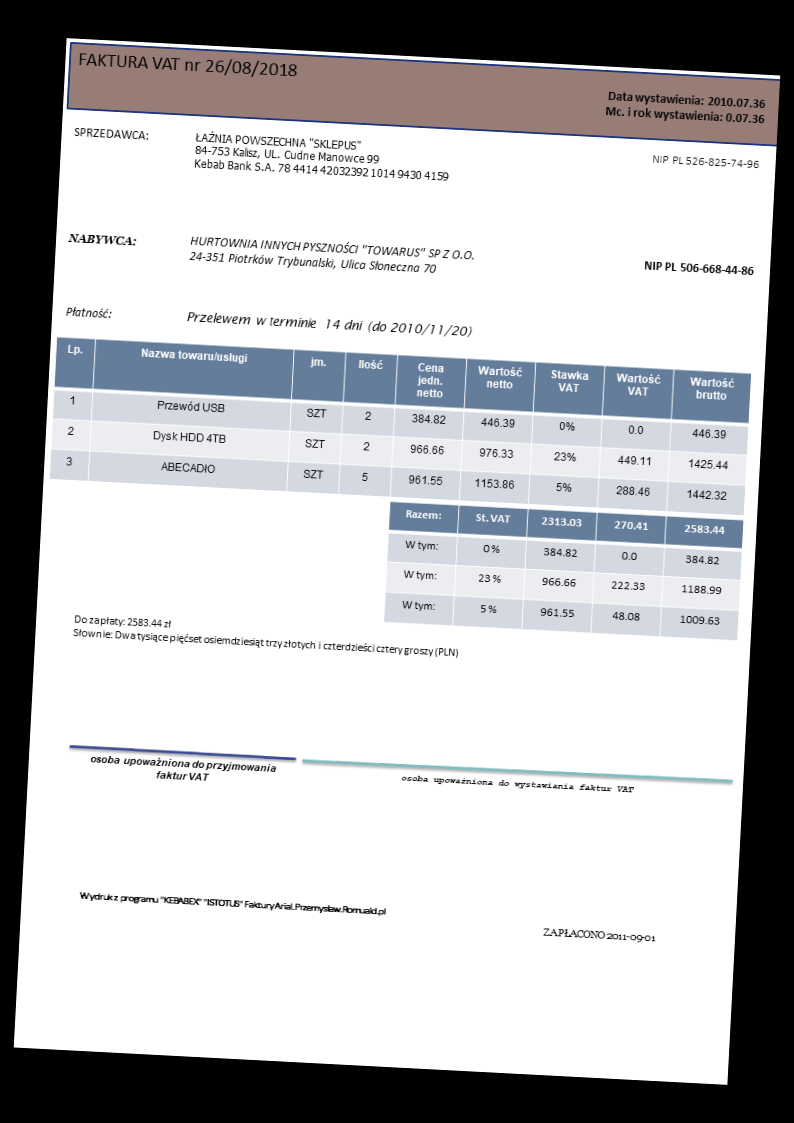 FAKTURA VAT nr 26/08/2018
Data wystawienia: 2010.07.36
Mc. i rok wystawienia: 0.07.36
SPRZEDAWCA:
ŁAŹNIA POWSZECHNA "SKLEPUS"
84-753 Kalisz, UL. Cudne Manowce 99
Kebab Bank S.A. 78 4414 42032392 1014 9430 4159
NIP PL 526-825-74-96
NABYWCA:
HURTOWNIA INNYCH PYSZNOŚCI "TOWARUS" SP Z O.O.
24-351 Piotrków Trybunalski, Ulica Słoneczna 70
NIP PL 506-668-44-86
Płatność: Przelewem w terminie 14 dni (do 2010/11/20)
Lp. Nazwa towaru/usługi jm. Ilość Cena jedn. netto Wartość netto Stawka VAT Wartość VAT Wartość brutto
1 Przewód USB SZT 2 384.82 446.39 0% 0.0 446.39
2 Dysk HDD 4TB SZT 2 966.66 976.33 23% 449.11 1425.44
3 ABECADŁO SZT 5 961.55 1153.86 5% 288.46 1442.32
Razem: St. VAT 2313.03 270.41 2583.44
W tym: 0% 384.82 0.0 384.82
W tym: 23% 966.66 222.33 1188.99
W tym: 5% 961.55 48.08 1009.63
Do zapłaty: 2583.44 zł
Słownie: Dwa tysiące pięćset osiemdziesiąt trzy złotych i czterdzieści cztery groszy (PLN)
osoba upoważniona do przyjmowania
faktur VAT
osoba upoważniona do wystawiania faktur VAT
Wydruk z programu "KEBABEX" "ISTOTUS" Faktury Arial.Przemysław.Romuald.pl
ZAPŁACONO 2011-09-01